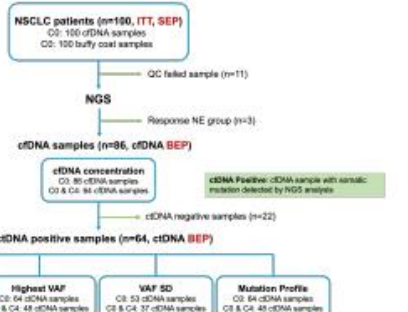 NSCLC patients (n=100, ITT, SEP)
C0: 100 cfDNA samples
C0: 100 buffy coat samples
QC failed sample (n=11)
NGS
Response NE group (n=3)
cfDNA samples (n=86, cfDNA BEP)
cfDNA concentration
C0: 86 cfDNA samples
C0 & C4: 64 cfDNA samples
ctDNA Positive: cfDNA sample with somatic
mutation detected by NGS analysis
ctDNA negative samples (n=22)
ctDNA positive samples (n=64, ctDNA BEP)
Highest VAF
C0: 64 ctDNA samples
C0 & C4: 48 ctDNA samples
VAF SD
C0: 53 ctDNA samples
C0 & C4: 37 ctDNA samples
Mutation Profile
C0: 64 ctDNA samples
C0 & C4: 48 ctDNA samples